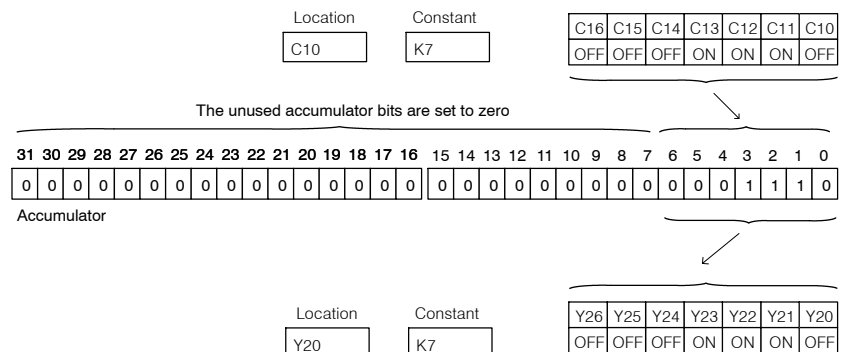 Location Constant
C10 K7
C16 C15 C14 C13 C12 C11 C10
OFF OFF OFF ON ON ON OFF
The unused accumulator bits are set to zero
31 30 29 28 27 26 25 24 23 22 21 20 19 18 17 16 15 14 13 12 11 10 9 8 7 6 5 4 3 2 1 0
0 0 0 0 0 0 0 0 0 0 0 0 0 0 0 0 0 0 0 0 0 0 0 0 0 0 0 0 1 1 1 0
Accumulator
Location Constant
Y20 K7
Y26 Y25 Y24 Y23 Y22 Y21 Y20
OFF OFF OFF ON ON ON OFF